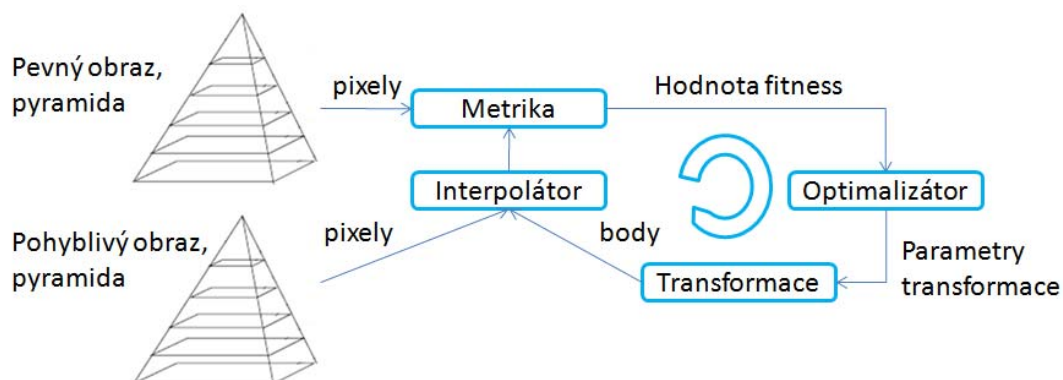 Pevný obraz,
pyramida
pixely
Metrika
Hodnota fitness
Interpolátor
Optimalizátor
Pohyblivý obraz,
pyramida
pixely
body
Transformace
Parametry
transformace